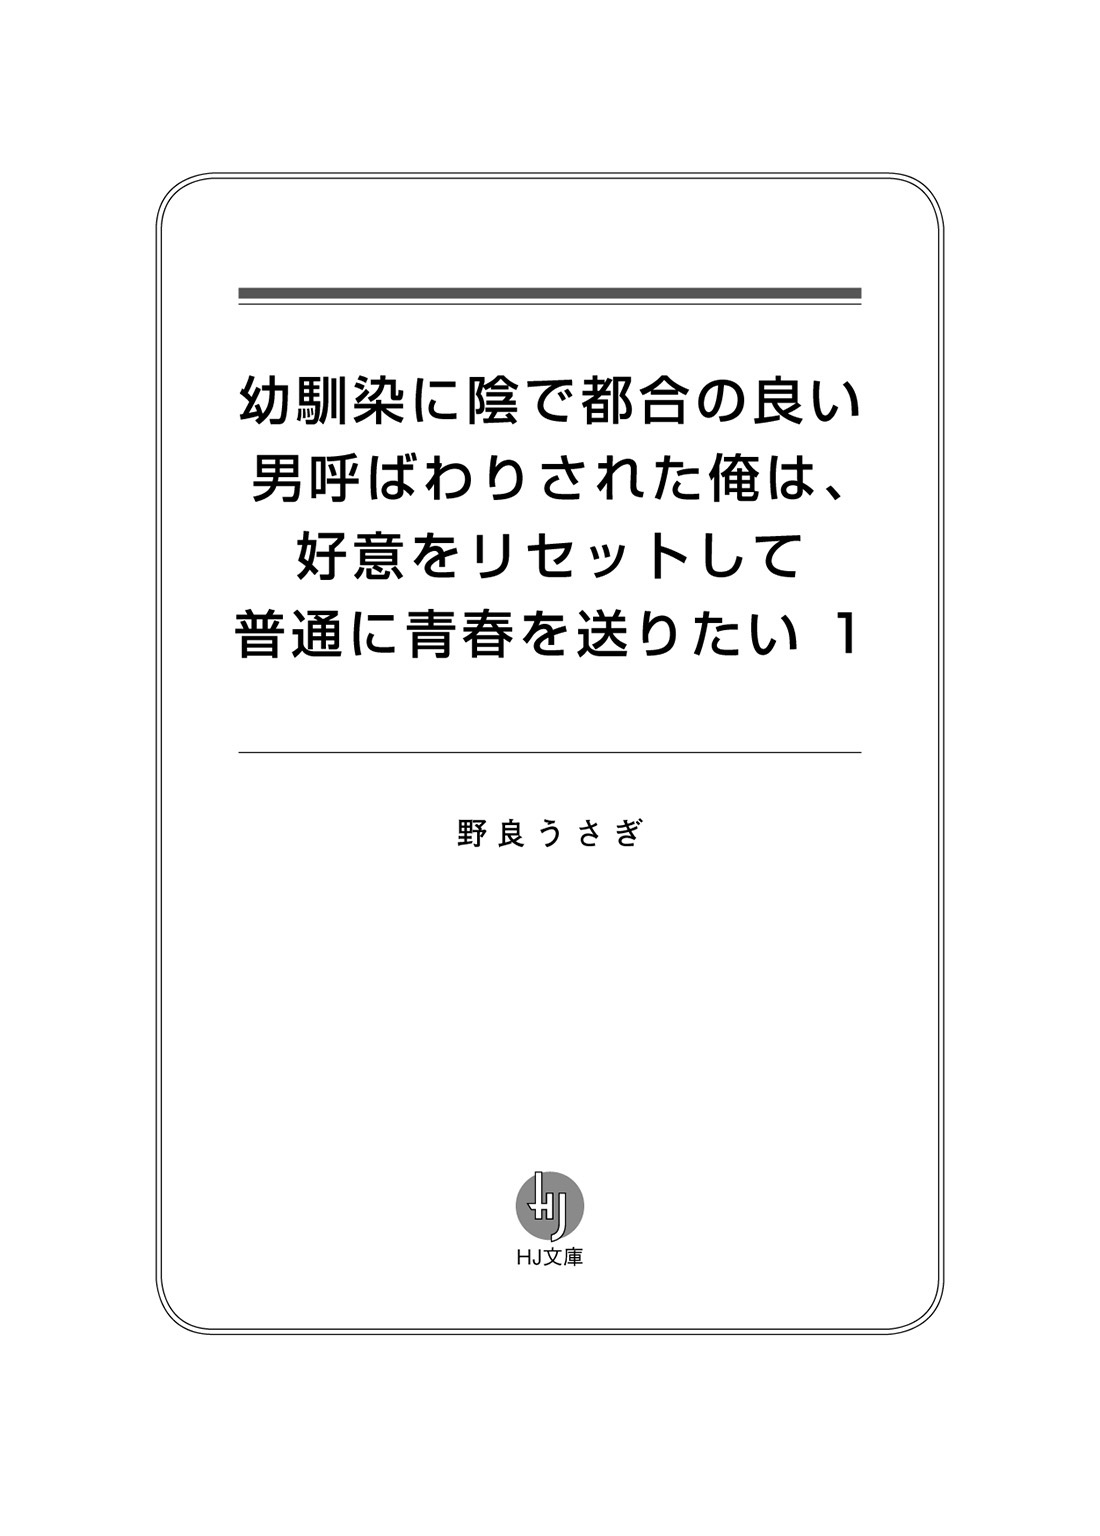 幼馴染に陰で都合の良い
男呼ばわりされた俺は、
好意をリセットして
普通に青春を送りたい 1
野良うさぎ
HJ
HJ文庫